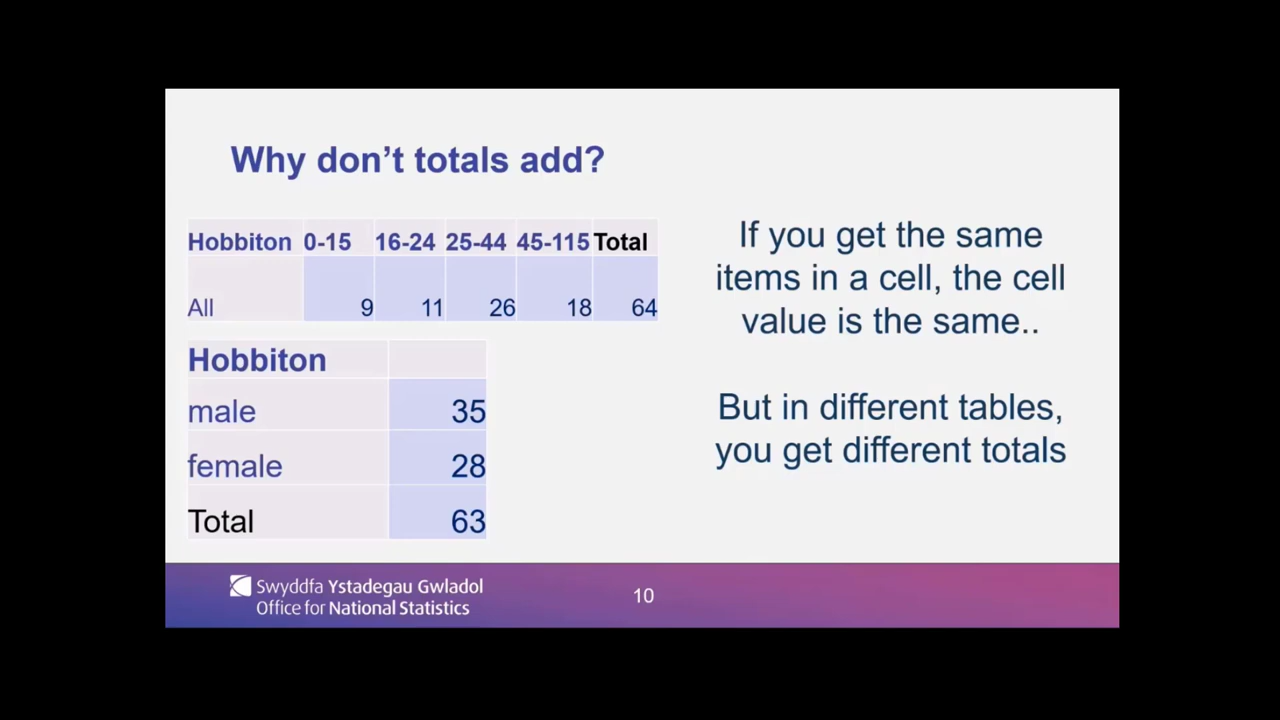 Why don't totals add?
Hobbiton 0-15 16-24 25-44 45-115 Total
All 9 11 26 18 64
Hobbiton
male 35
female 28
Total 63
If you get the same
items in a cell, the cell
value is the same..
But in different tables,
you get different totals
Swyddfa Ystadegau Gwladol
Office for National Statistics
10